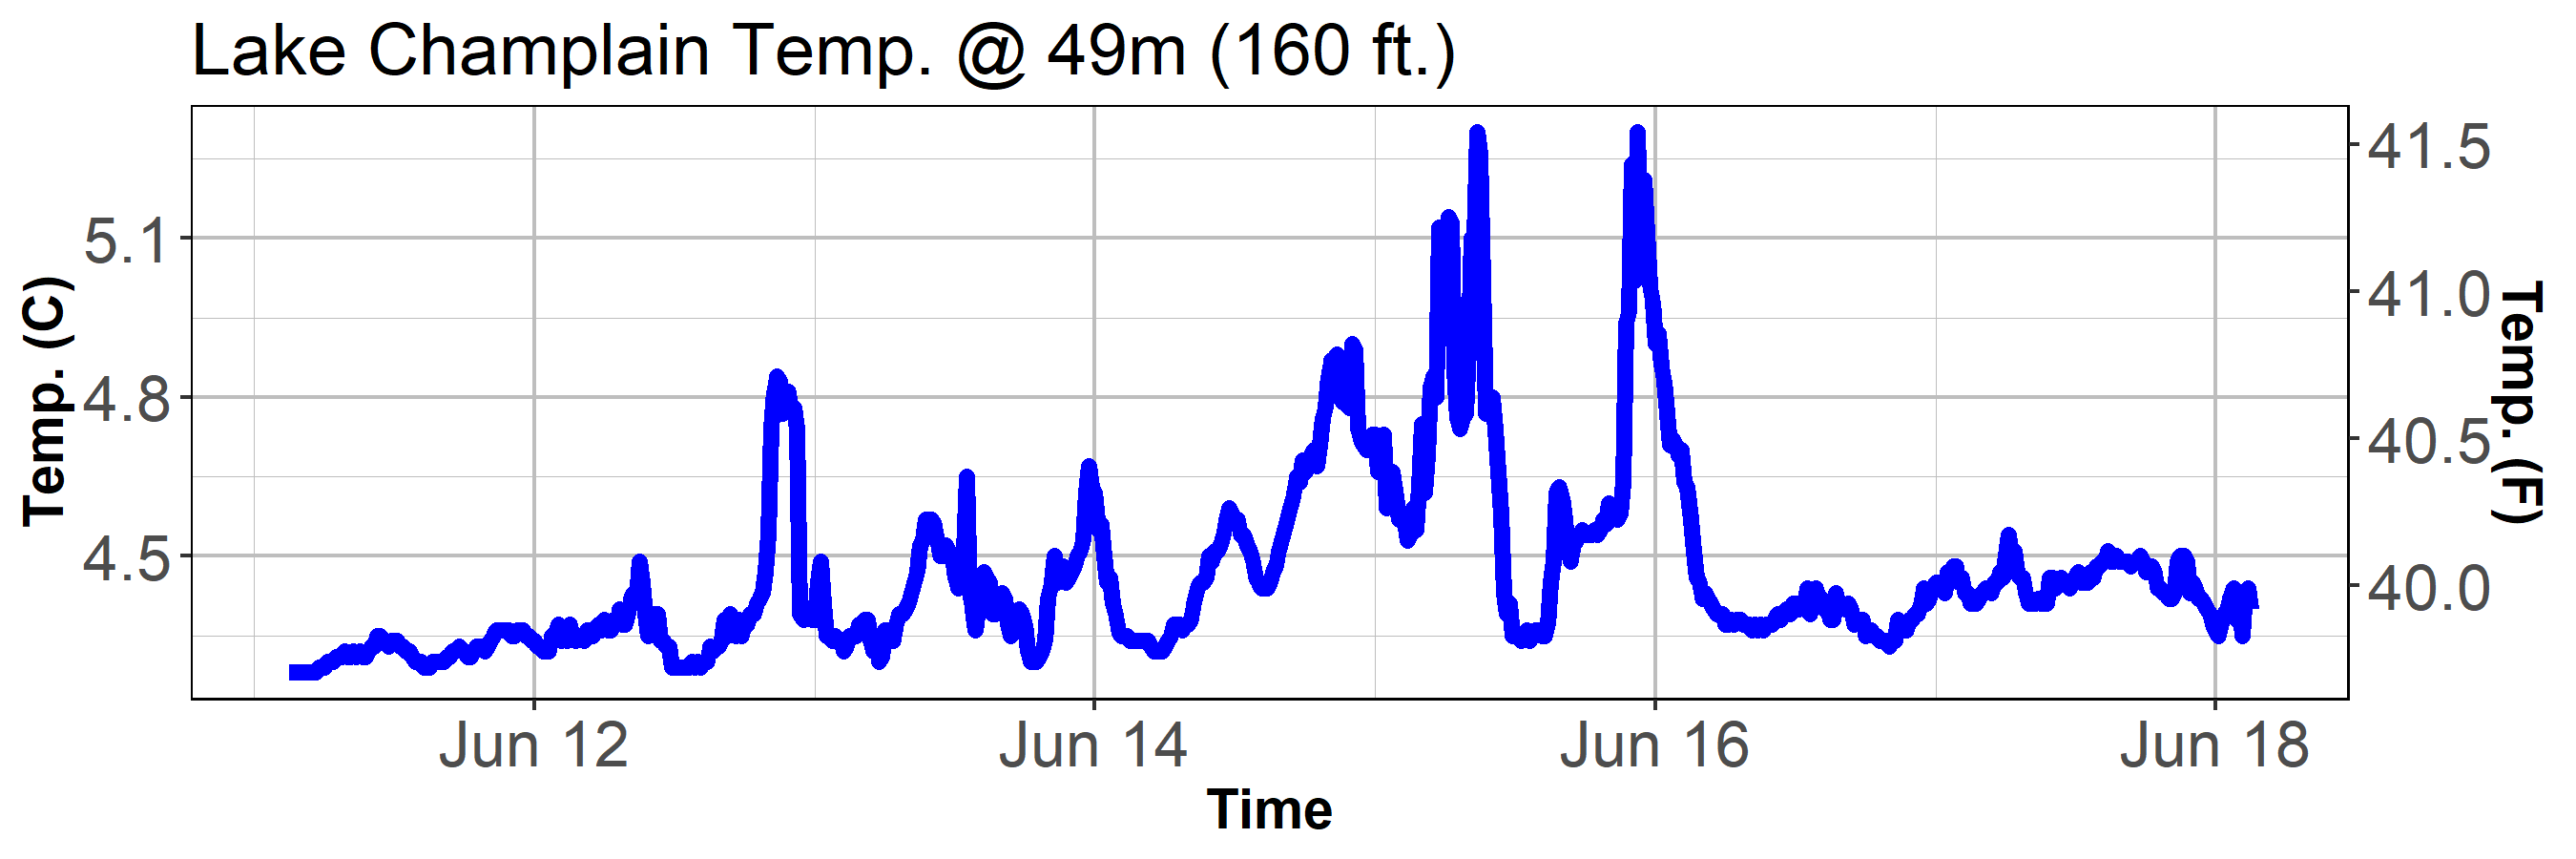 Lake Champlain Temp. @ 49m (160 ft.)
Temp. (C)
5.1
4.8
4.5
41.5
41.0
40.5
40.0
Temp. (F)
Jun 12
Jun 14
Jun 16
Jun 18
Time